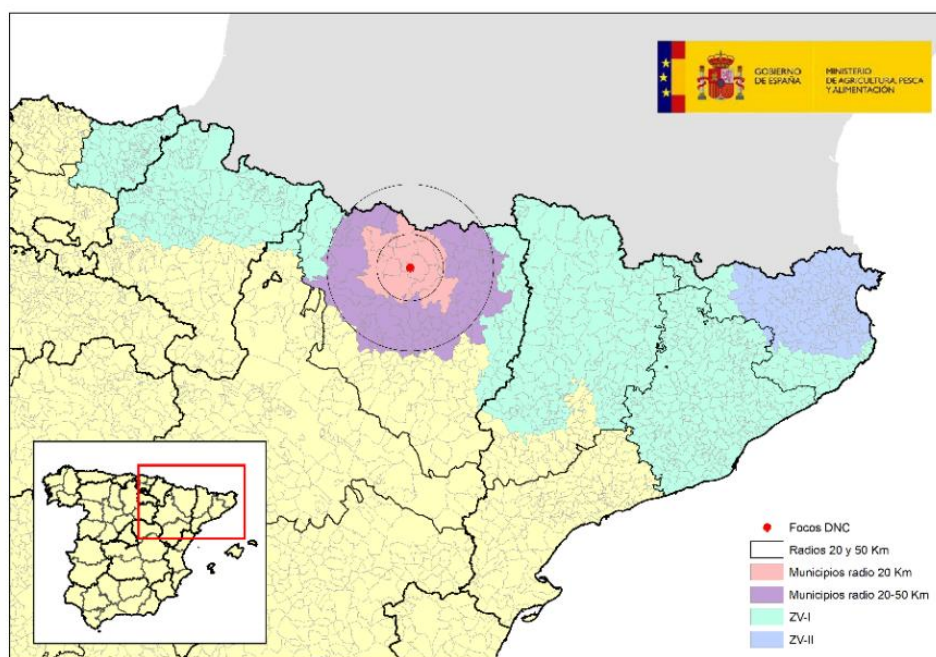 GOBIERNO
DE ESPAÑA
MINISTERIO
DE AGRICULTURA, PESCA
Y ALIMENTACIÓN
Focos DNC
Radios 20 y 50 Km
Municipios radio 20 Km
Municipios radio 20-50 Km
ZV-I
ZV-II